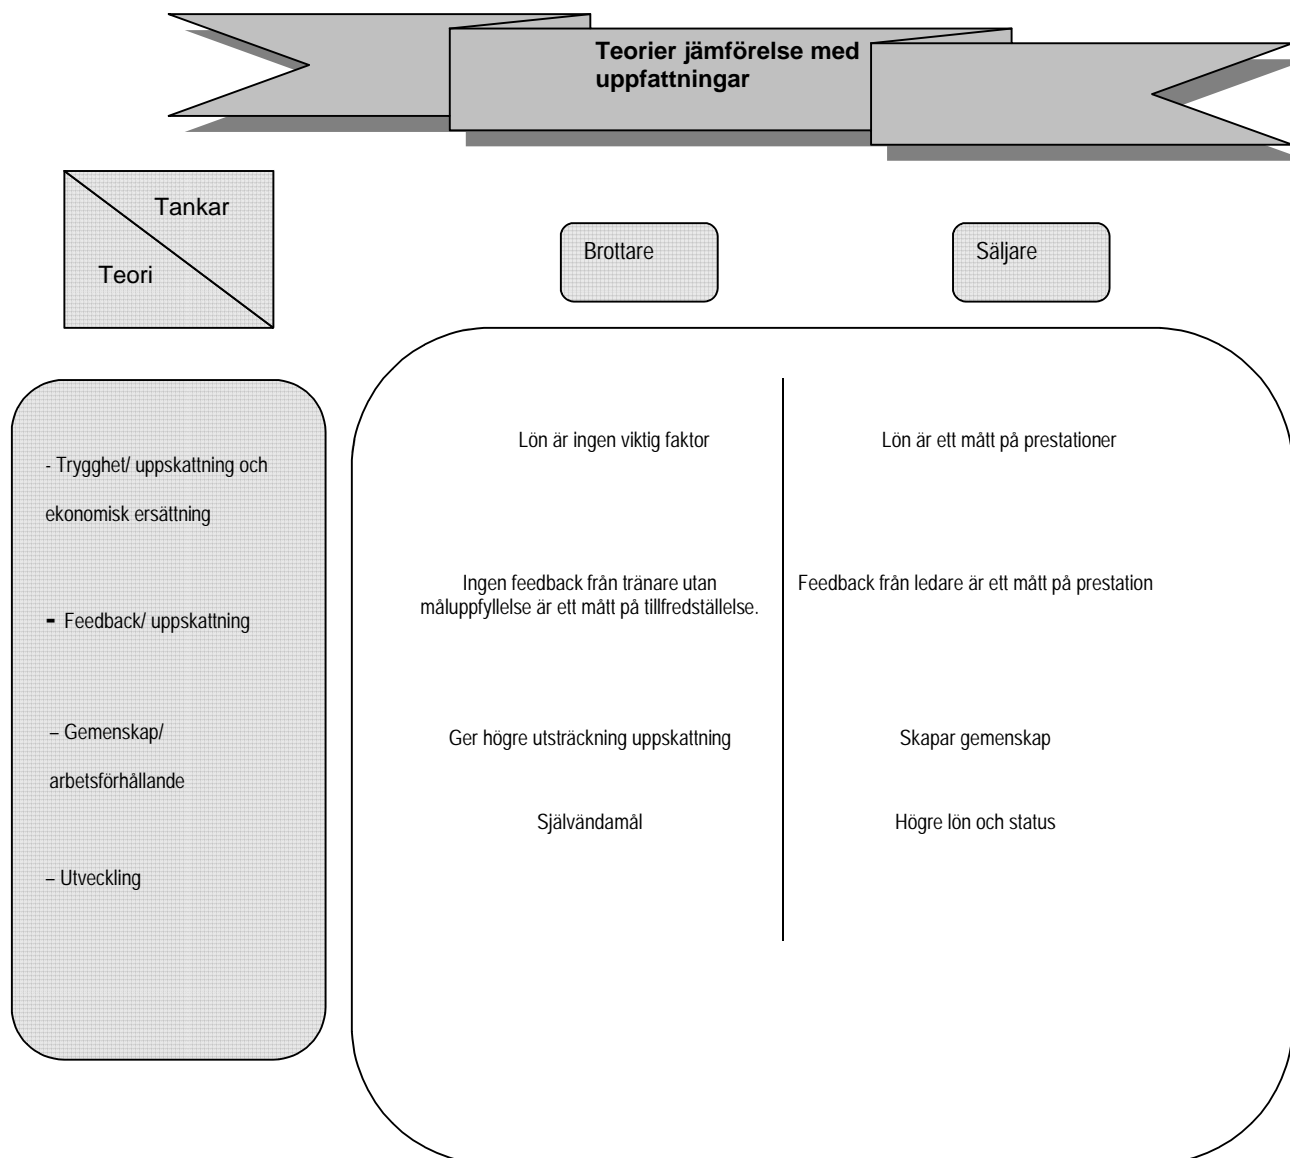 Teorier jämförelse med
uppfattningar
Tankar
Teori
Brottare
Säljare
- Trygghet/ uppskattning och
ekonomisk ersättning
- Feedback/ uppskattning
– Gemenskap/
arbetsförhållande
– Utveckling
Lön är ingen viktig faktor
Lön är ett mått på prestationer
Ingen feedback från tränare utan
måluppfyllelse är ett mått på tillfredställelse.
Feedback från ledare är ett mått på prestation
Ger högre utsträckning uppskattning
Skapar gemenskap
Självändamål
Högre lön och status